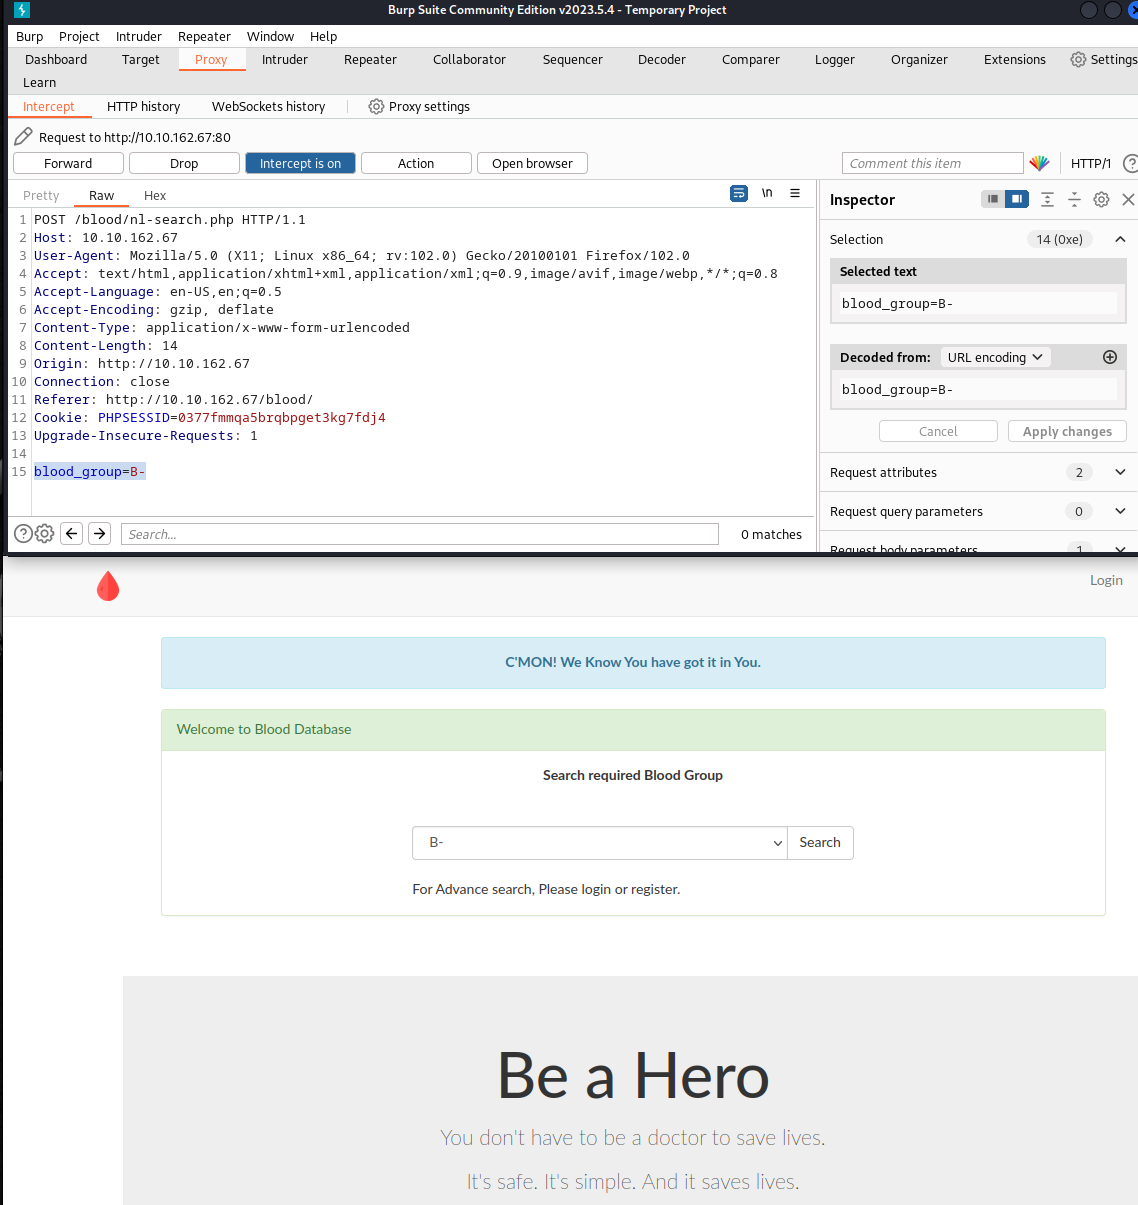 Burp Suite Community Edition v2023.5.4 - Temporary Project
Burp Project Intruder Repeater Window Help
Dashboard Target Proxy Intruder Repeater Collaborator Sequencer Decoder Comparer Logger Organizer Extensions Settings
Learn
Intercept HTTP history WebSockets history Proxy settings
Request to http://10.10.162.67:80
Forward Drop Intercept is on Action Open browser Comment this item HTTP/1
Pretty Raw Hex \n
Inspector
1 POST /blood/nl-search.php HTTP/1.1
2 Host: 10.10.162.67
3 User-Agent: Mozilla/5.0 (X11; Linux x86_64; rv:102.0) Gecko/20100101 Firefox/102.0
4 Accept: text/html,application/xhtml+xml,application/xml;q=0.9,image/avif,image/webp,*/*;q=0.8
5 Accept-Language: en-US,en;q=0.5
6 Accept-Encoding: gzip, deflate
7 Content-Type: application/x-www-form-urlencoded
8 Content-Length: 14
9 Origin: http://10.10.162.67
10 Connection: close
11 Referer: http://10.10.162.67/blood/
12 Cookie: PHPSESSID=0377fmmqa5brqbpget3kg7fdj4
13 Upgrade-Insecure-Requests: 1
14
15 blood_group=B-
Search... 0 matches
Selection 14 (0xe)
Selected text
blood_group=B-
Decoded from: URL encoding
blood_group=B-
Cancel Apply changes
Request attributes 2
Request query parameters 0
Request body parameters 1
Login
C'MON! We Know You have got it in You.
Welcome to Blood Database
Search required Blood Group
B- Search
For Advance search, Please login or register.
Be a Hero
You don't have to be a doctor to save lives.
It's safe. It's simple. And it saves lives.